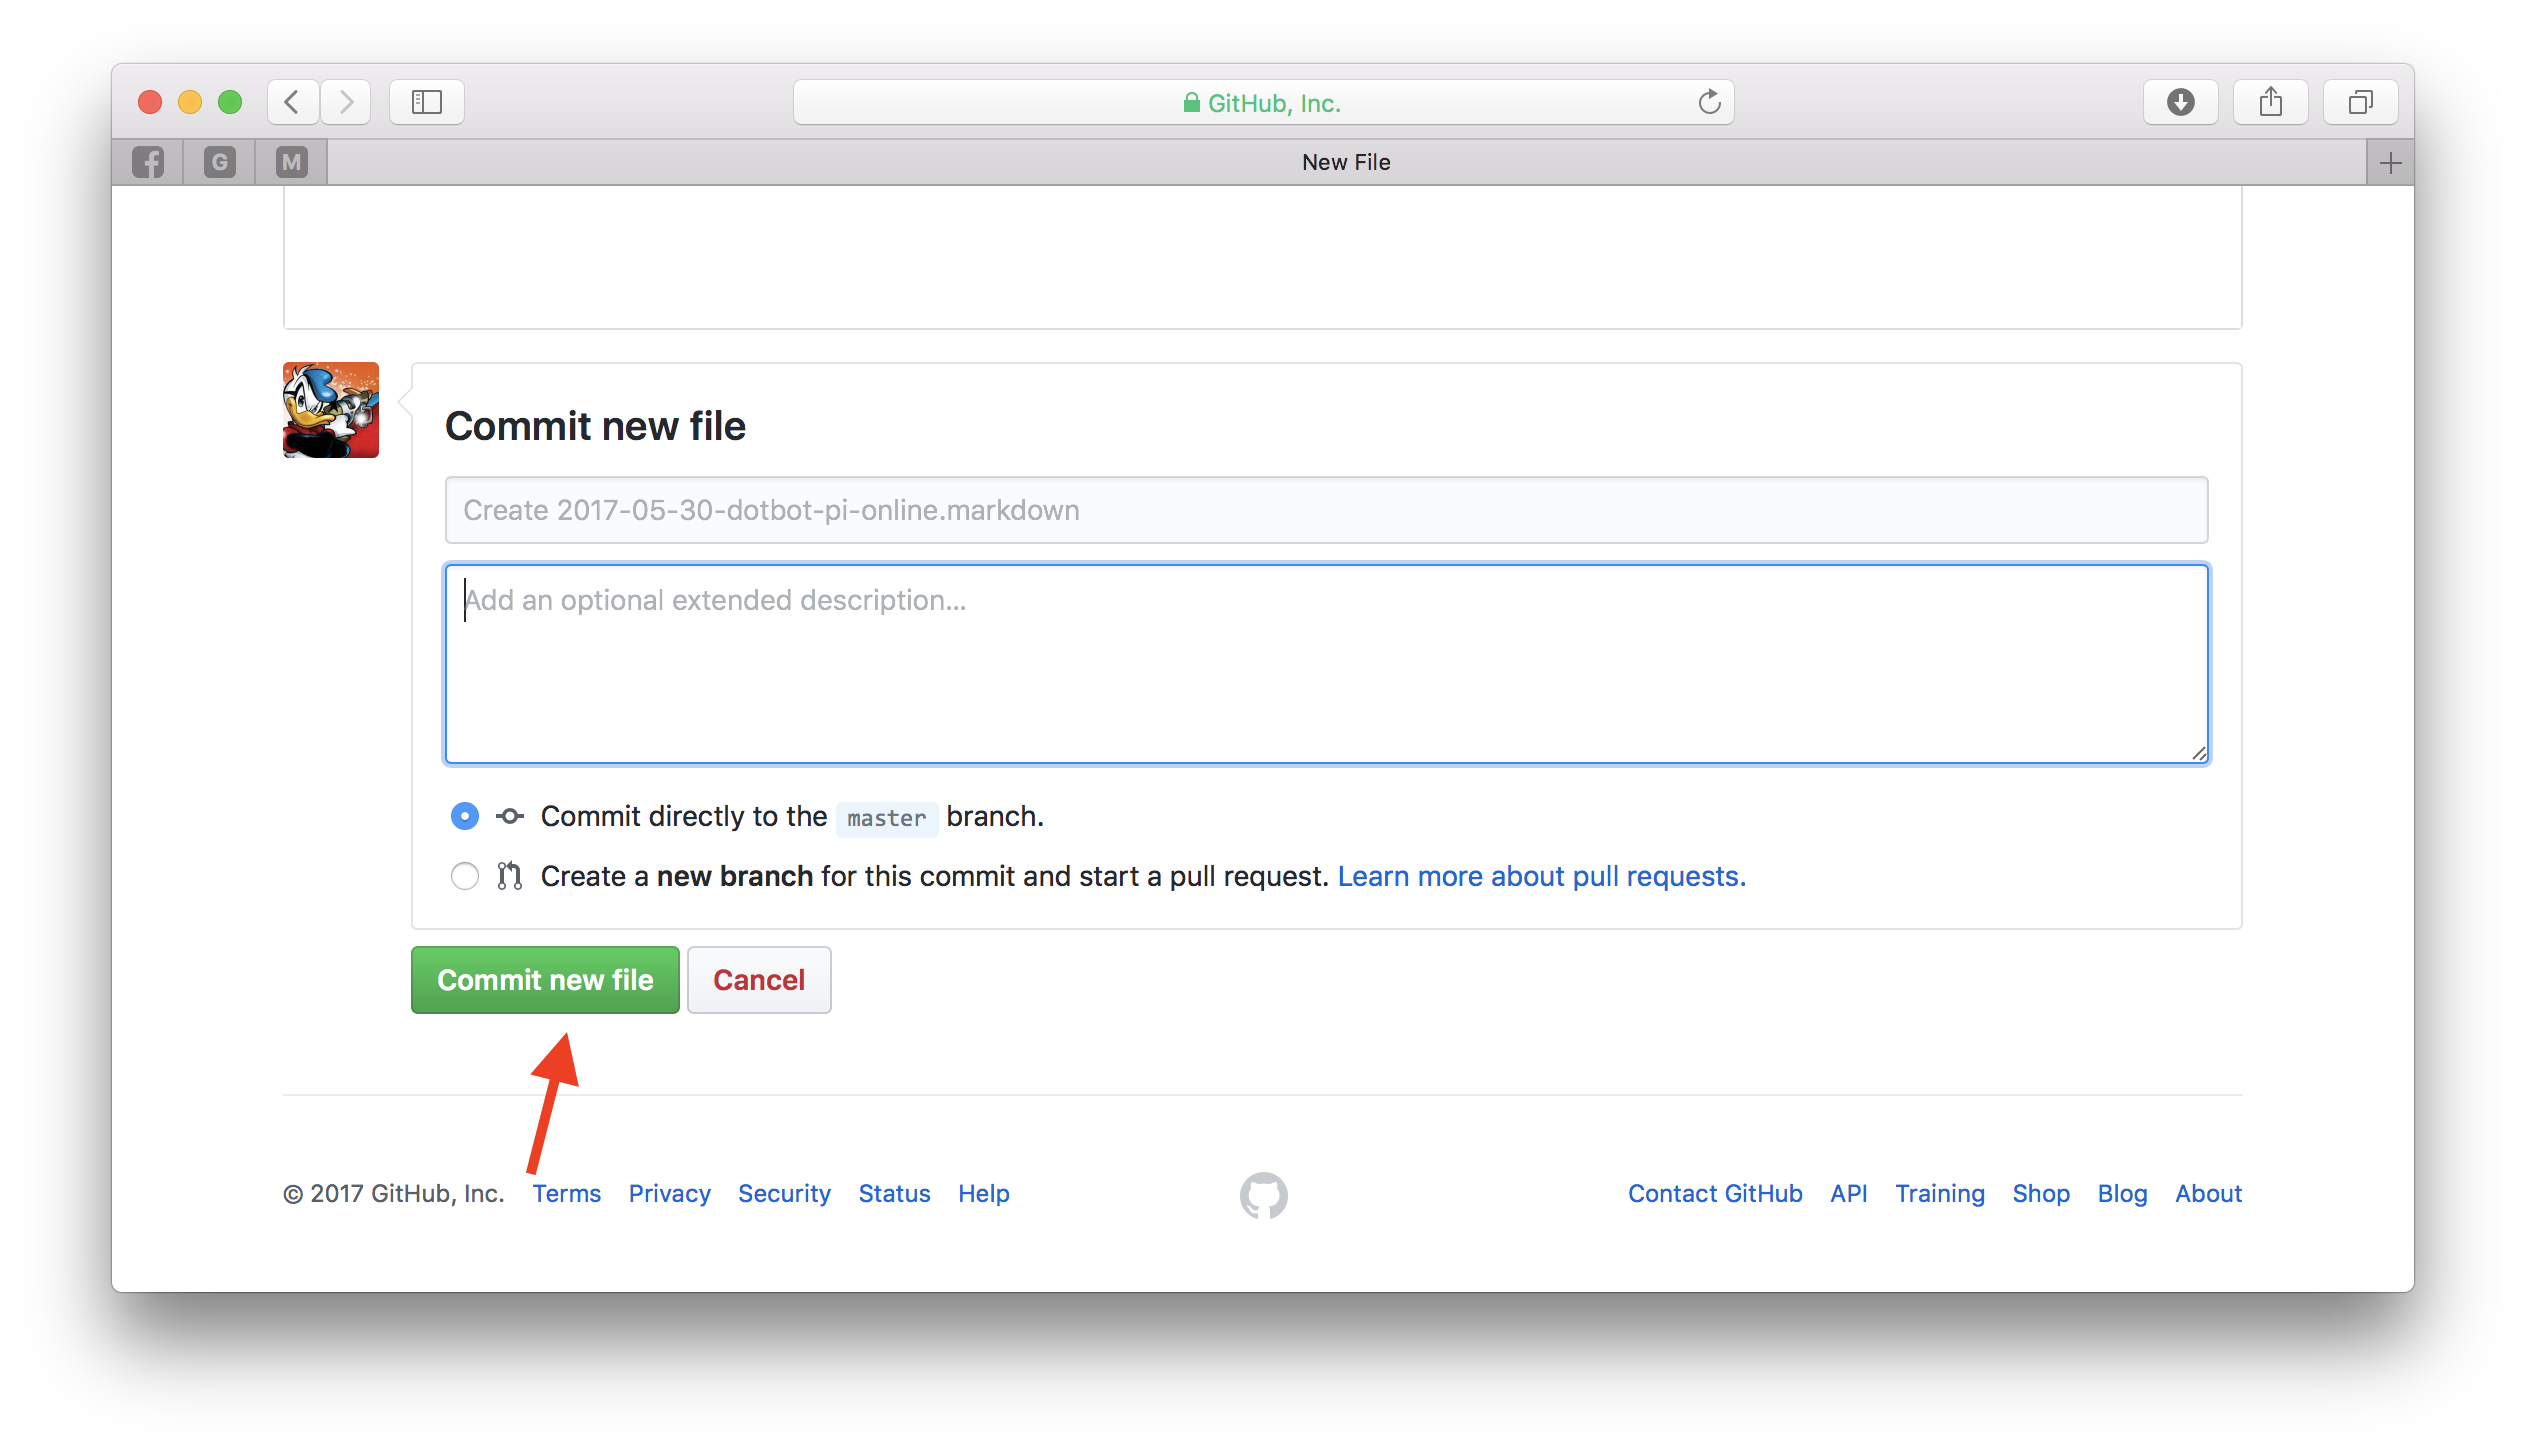 GitHub, Inc.
G
M
New File
Commit new file
Create 2017-05-30-dotbot-pi-online.markdown
Add an optional extended description...
Commit directly to the master branch.
Create a new branch for this commit and start a pull request. Learn more about pull requests.
Commit new file Cancel
© 2017 GitHub, Inc. Terms Privacy Security Status Help Contact GitHub API Training Shop Blog About